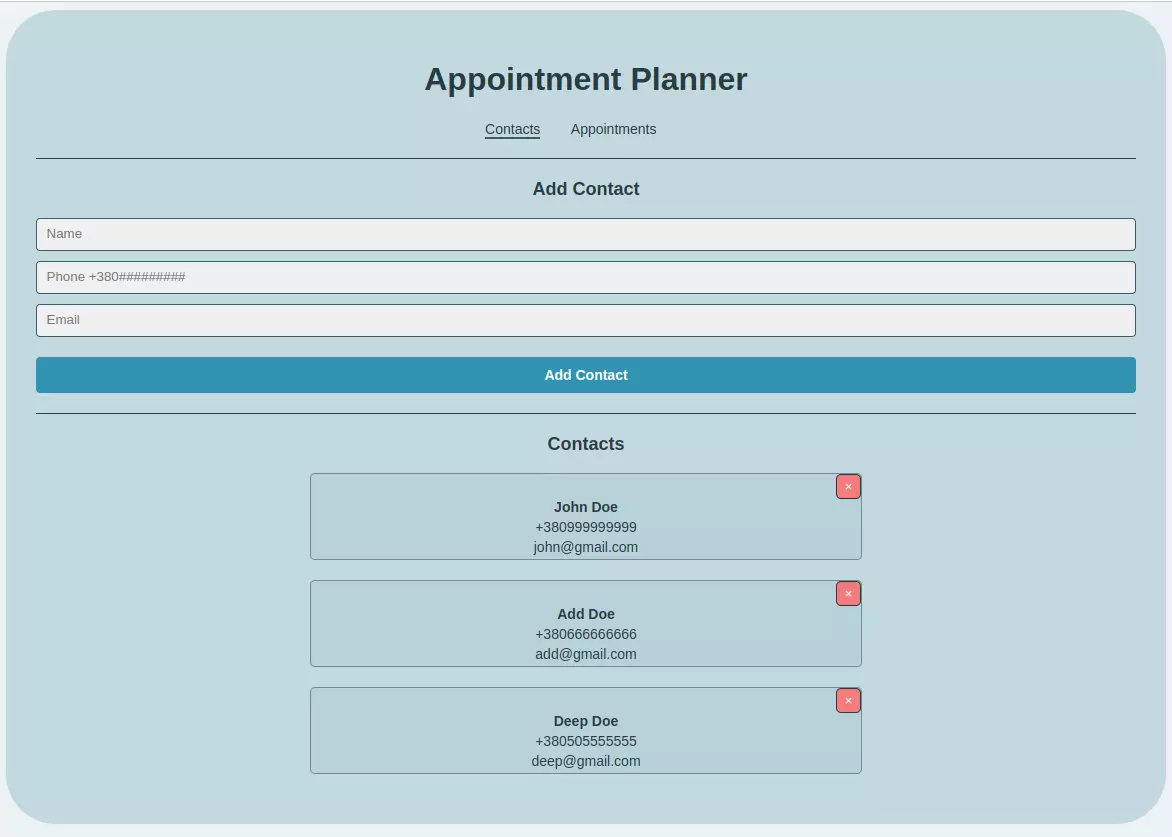 Appointment Planner
Contacts Appointments
Add Contact
Name
Phone +380#########
Email
Add Contact
Contacts
×
John Doe
+380999999999
john@gmail.com
×
Add Doe
+380666666666
add@gmail.com
×
Deep Doe
+380505555555
deep@gmail.com